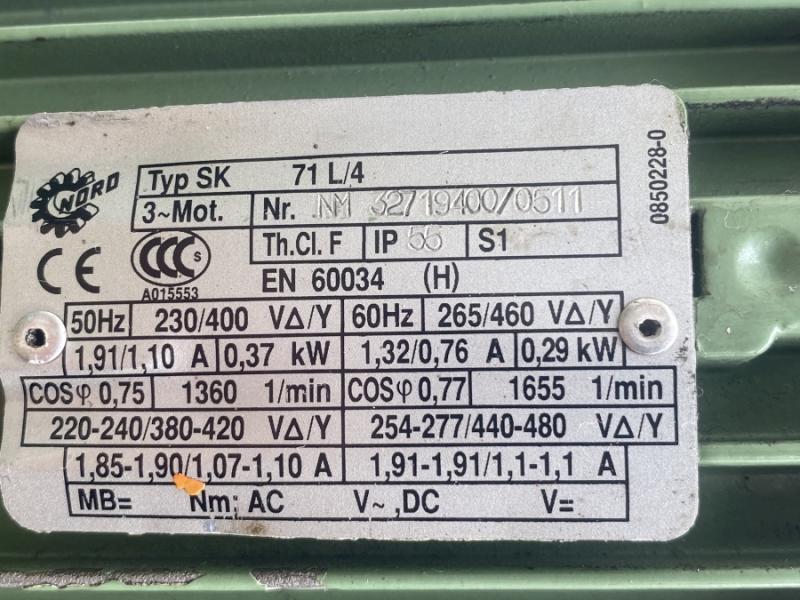 NORD
Typ SK 71 L/4
3~Mot. Nr. NM 32719400/0511
Th.Cl. F IP 55 S1
CE CCC S
A015553
EN 60034 (H)
50Hz 230/400 VΔ/Y 60Hz 265/460 VΔ/Y
1,91/1,10 A 0,37 kW 1,32/0,76 A 0,29 kW
COSφ 0,75 1360 1/min COSφ 0,77 1655 1/min
220-240/380-420 VΔ/Y 254-277/440-480 VΔ/Y
1,85-1,90/1,07-1,10 A 1,91-1,91/1,1-1,1 A
MB= Nm; AC V~ ,DC V=
0850228-0